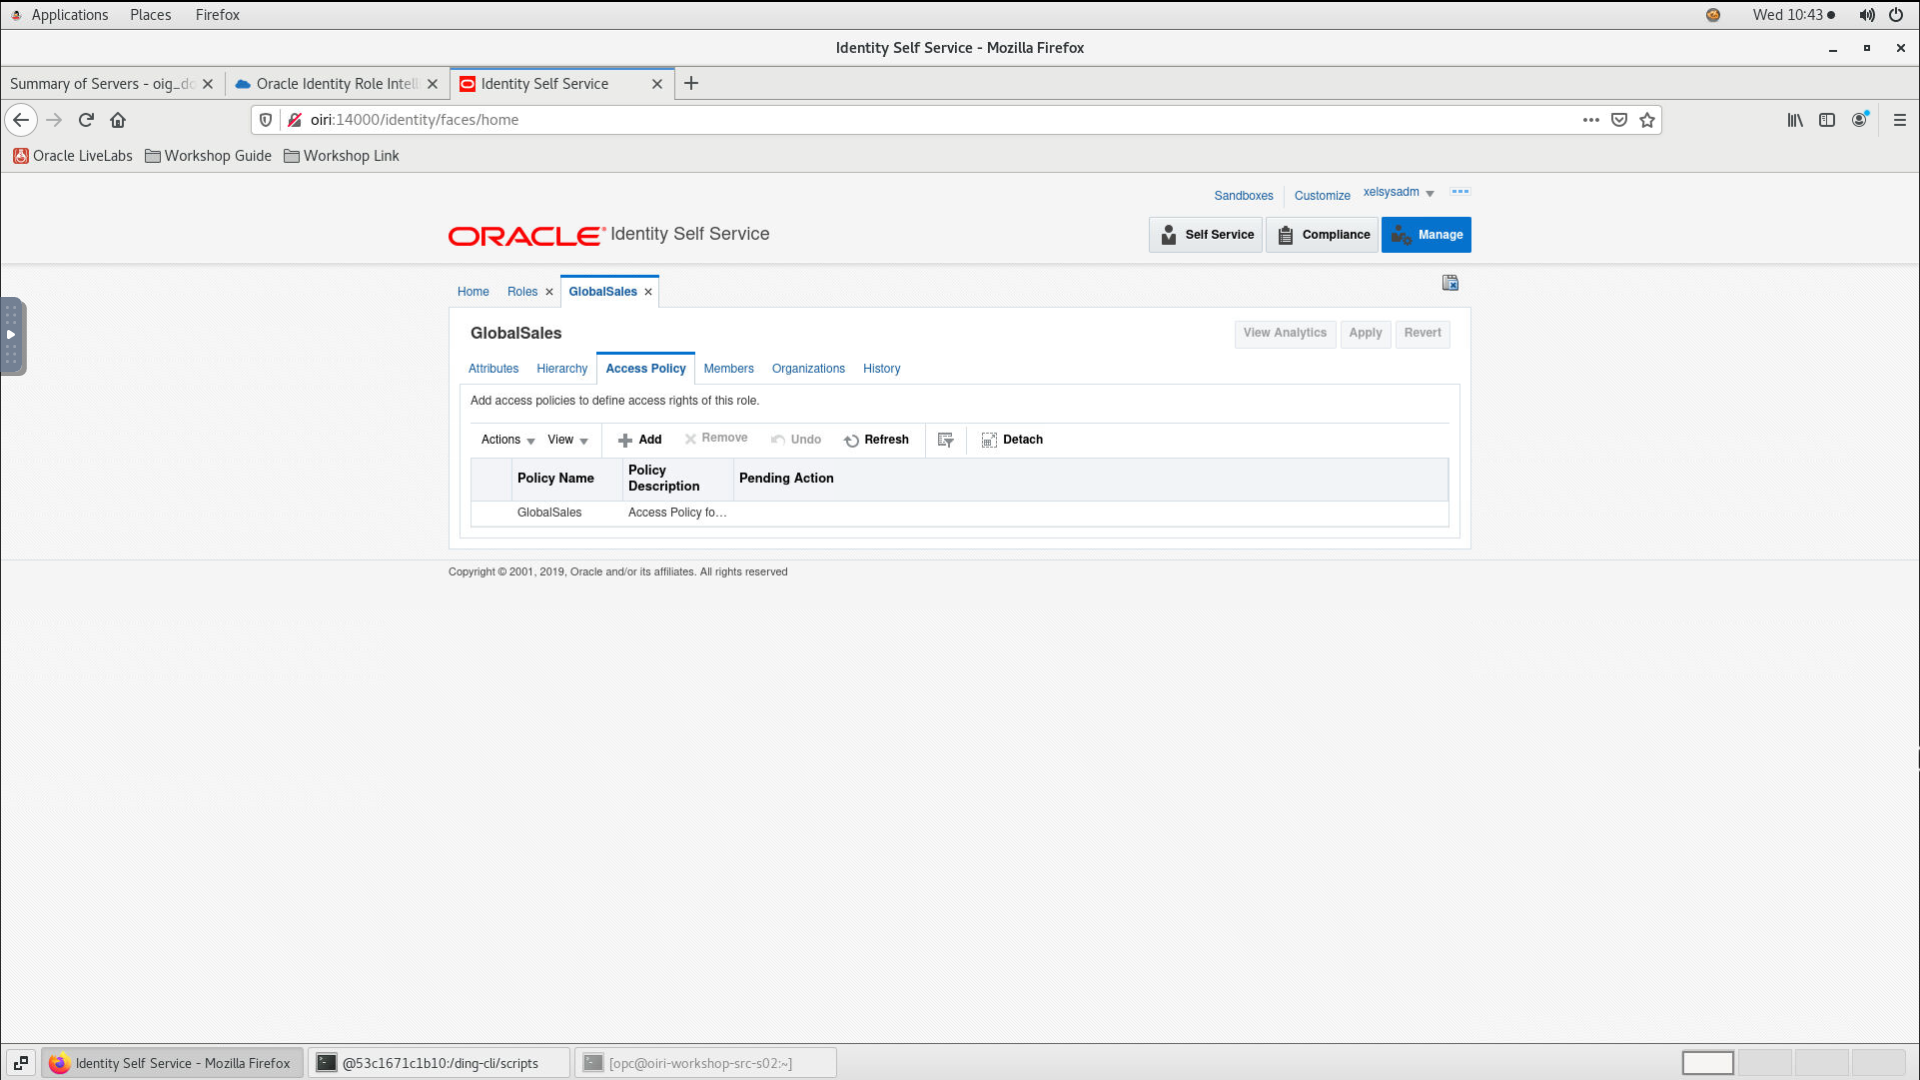 Applications Places Firefox Wed 10:43
Identity Self Service - Mozilla Firefox
Summary of Servers - oig_do Oracle Identity Role Intell Identity Self Service
oiri:14000/identity/faces/home
Oracle LiveLabs Workshop Guide Workshop Link
Sandboxes Customize xelsysadm
ORACLE Identity Self Service Self Service Compliance Manage
Home Roles GlobalSales
GlobalSales View Analytics Apply Revert
Attributes Hierarchy Access Policy Members Organizations History
Add access policies to define access rights of this role.
Actions View Add Remove Undo Refresh Detach
Policy Name Policy Description Pending Action
GlobalSales Access Policy fo...
Copyright © 2001, 2019, Oracle and/or its affiliates. All rights reserved
Identity Self Service - Mozilla Firefox @53c1671c1b10:/ding-cli/scripts [opc@oiri-workshop-src-s02:~]